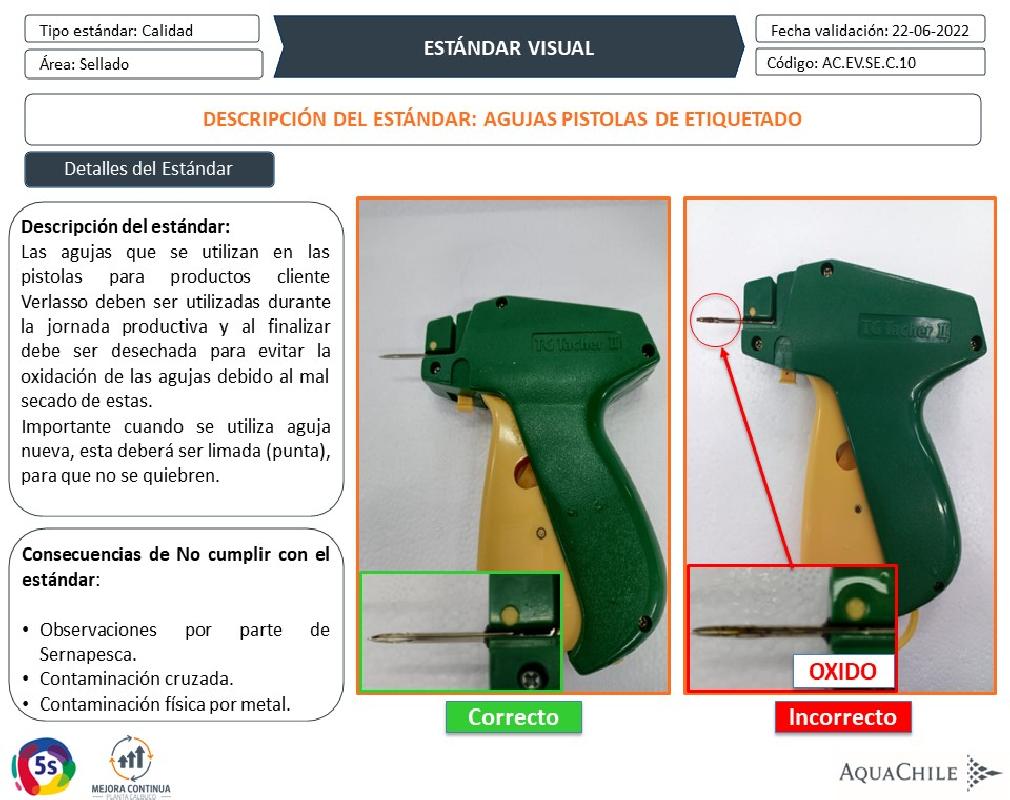 Tipo estándar: Calidad
Área: Sellado
ESTÁNDAR VISUAL
Fecha validación: 22-06-2022
Código: AC.EV.SE.C.10
DESCRIPCIÓN DEL ESTÁNDAR: AGUJAS PISTOLAS DE ETIQUETADO
Detalles del Estándar
Descripción del estándar:
Las agujas que se utilizan en las
pistolas para productos cliente
Verlasso deben ser utilizadas durante
la jornada productiva y al finalizar
debe ser desechada para evitar la
oxidación de las agujas debido al mal
secado de estas.
Importante cuando se utiliza aguja
nueva, esta deberá ser limada (punta),
para que no se quiebren.
Consecuencias de No cumplir con el
estándar:
• Observaciones por parte de
Sernapesca.
• Contaminación cruzada.
• Contaminación física por metal.
TG Tacher II
Correcto
TG Tacher II
OXIDO
Incorrecto
5s
MEJORA CONTINUA
PLANTA CALBUCO
AQUACHILE